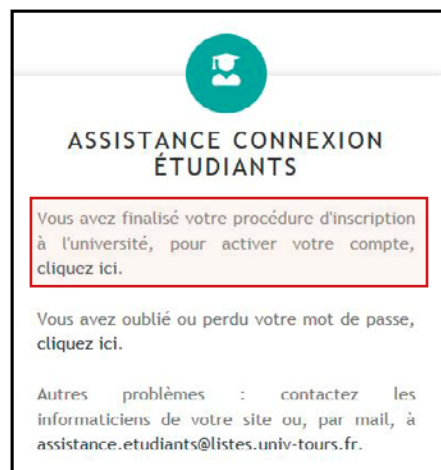 ASSISTANCE CONNEXION
ÉTUDIANTS
Vous avez finalisé votre procédure d'inscription
à l'université, pour activer votre compte,
cliquez ici.
Vous avez oublié ou perdu votre mot de passe,
cliquez ici.
Autres problèmes : contactez les
informaticiens de votre site ou, par mail, à
assistance.etudiants@listes.univ-tours.fr.